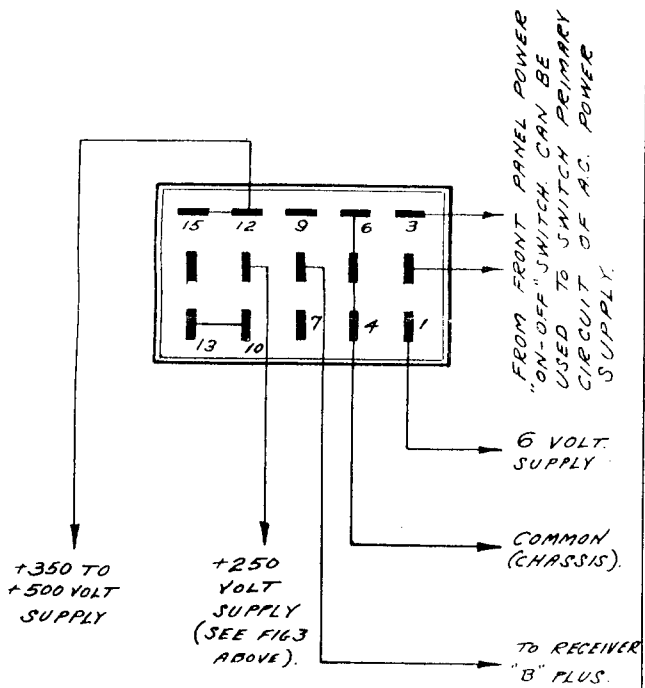 "FROM FRONT PANEL POWER
"ON-OFF" SWITCH CAN BE
USED TO SWITCH PRIMARY
CIRCUIT OF A.C. POWER
SUPPLY.
15 12 9 6 3
7 4 1
13 10
6 VOLT.
SUPPLY
COMMON
(CHASSIS).
+350 TO
+500 VOLT
SUPPLY
+250
VOLT
SUPPLY
(SEE FIG3
ABOVE).
TO RECEIVER
"B" PLUS.